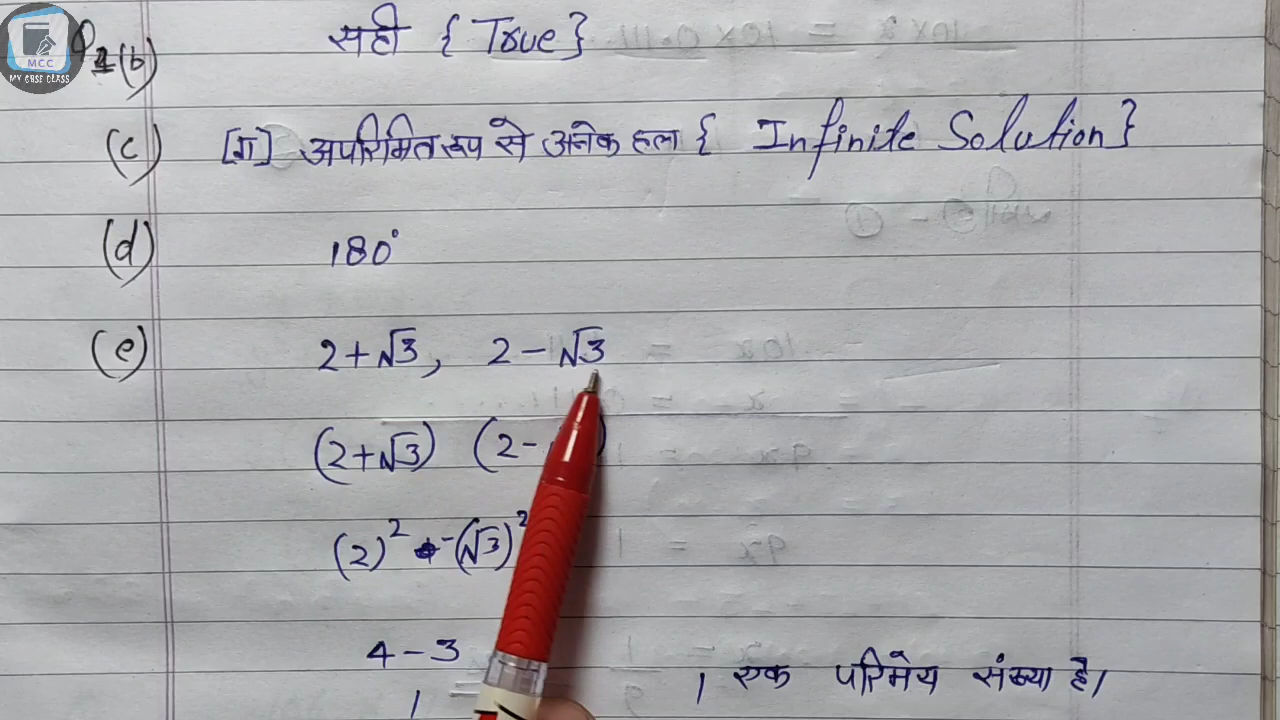 MCC
MY CBSE CLASS
(b) सही { True }
(c) [ग] अपरिमित रूप से अनेक हल { Infinite Solution }
(d) 180°
(e) 2+√3, 2-√3
(2+√3) (2-
(2)² -(√3)²
4-3
1
1 एक परिमेय संख्या है।